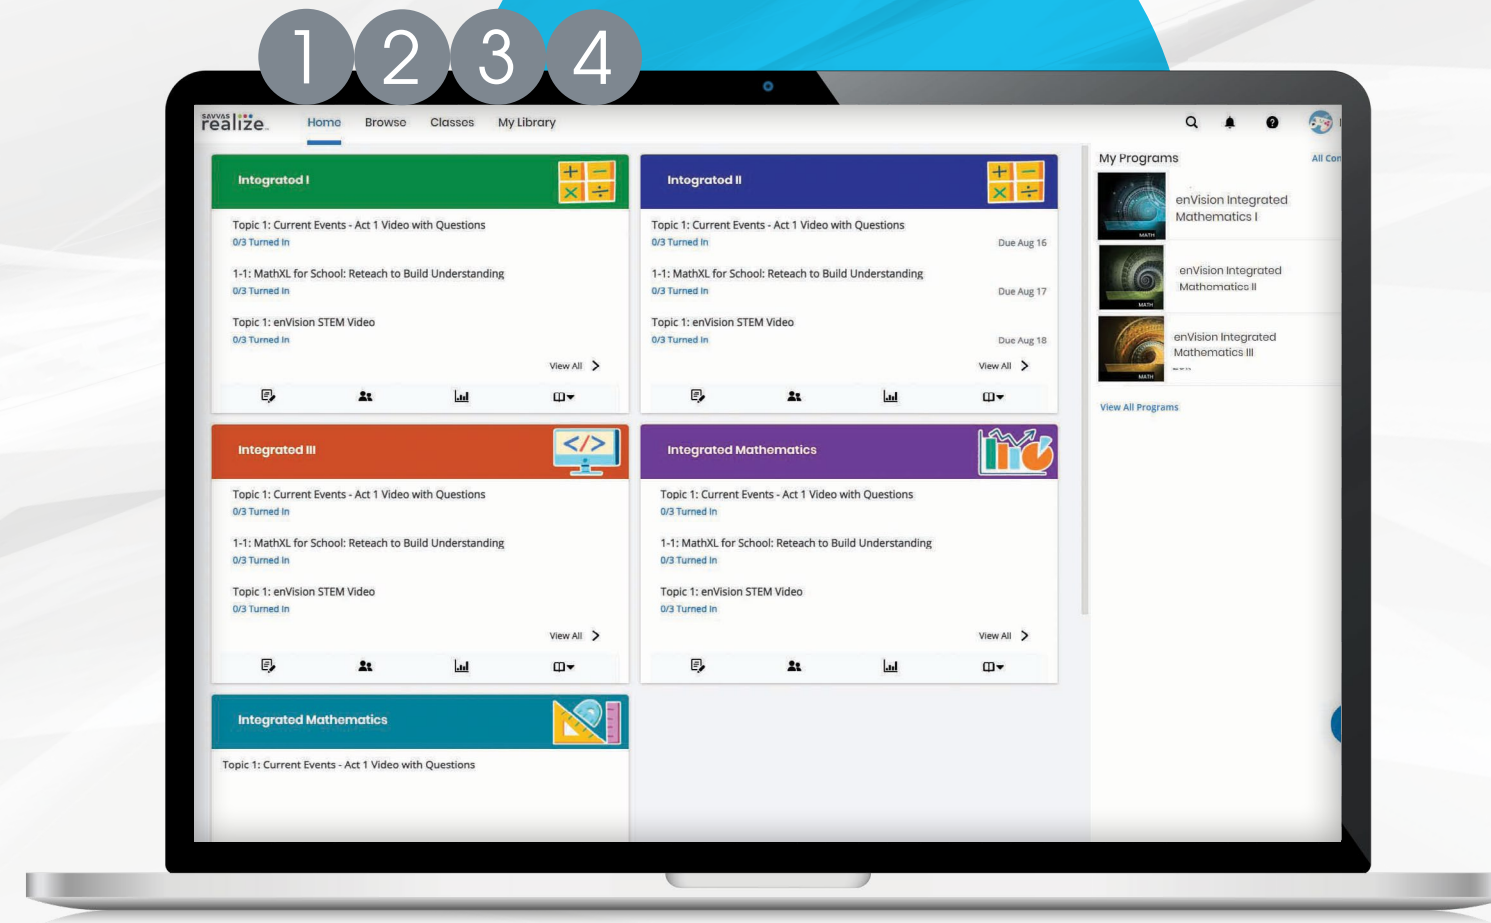 1 2 3 4
SAVVAS
realize
Home Browse Classes My Library
Integrated I
Topic 1: Current Events - Act 1 Video with Questions
0/3 Turned In
1-1: MathXL for School: Reteach to Build Understanding
0/3 Turned In
Topic 1: enVision STEM Video
0/3 Turned In
View All
Integrated II
Topic 1: Current Events - Act 1 Video with Questions
0/3 Turned In Due Aug 16
1-1: MathXL for School: Reteach to Build Understanding
0/3 Turned In Due Aug 17
Topic 1: enVision STEM Video
0/3 Turned In Due Aug 18
View All
Integrated III
Topic 1: Current Events - Act 1 Video with Questions
0/3 Turned In
1-1: MathXL for School: Reteach to Build Understanding
0/3 Turned In
Topic 1: enVision STEM Video
0/3 Turned In
View All
Integrated Mathematics
Topic 1: Current Events - Act 1 Video with Questions
0/3 Turned In
1-1: MathXL for School: Reteach to Build Understanding
0/3 Turned In
Topic 1: enVision STEM Video
0/3 Turned In
View All
Integrated Mathematics
Topic 1: Current Events - Act 1 Video with Questions
My Programs All
MATH
enVision Integrated
Mathematics I
MATH
enVision Integrated
Mathematics II
MATH
enVision Integrated
Mathematics III
View All Programs